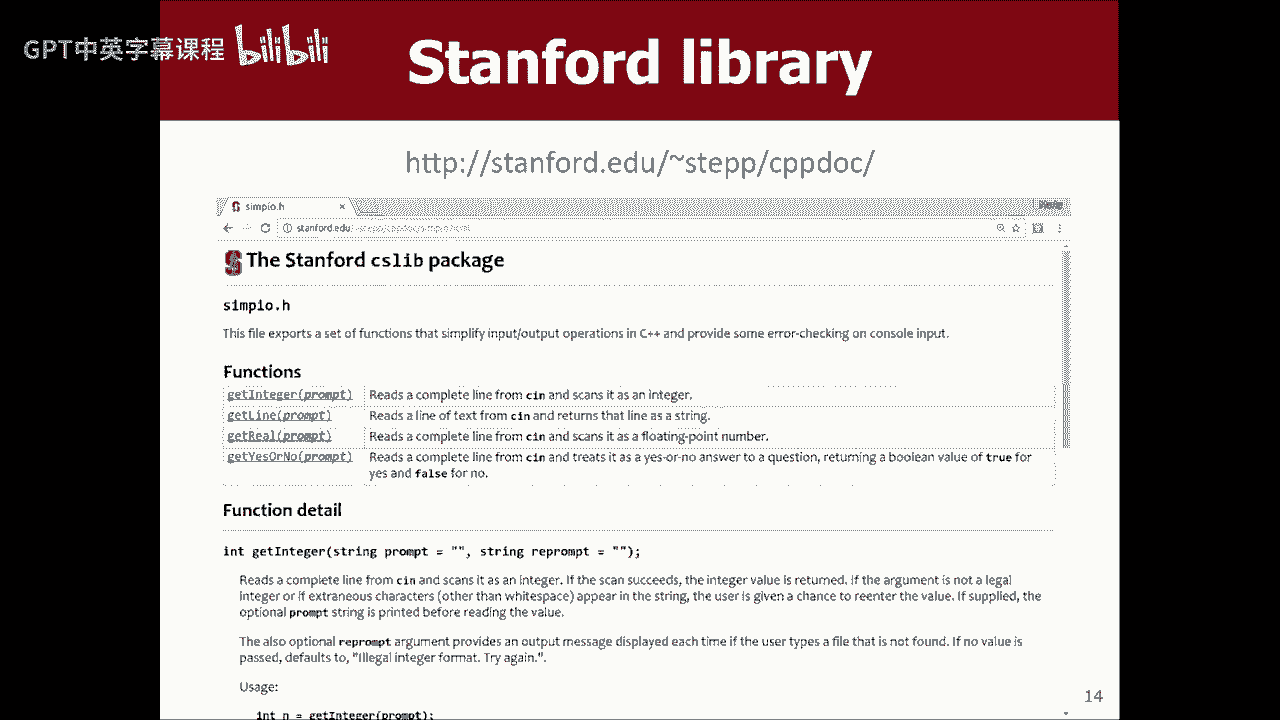 GPT中英字幕课程 bilibili
Stanford library
http://stanford.edu/~stepp/cppdoc/
simpio.h
stanford.edu
The Stanford cslib package
simpio.h
This file exports a set of functions that simplify input/output operations in C++ and provide some error-checking on console input.
Functions
getInteger(prompt) Reads a complete line from cin and scans it as an integer.
getLine(prompt) Reads a line of text from cin and returns that line as a string.
getReal(prompt) Reads a complete line from cin and scans it as a floating-point number.
getYesOrNo(prompt) Reads a complete line from cin and treats it as a yes-or-no answer to a question, returning a boolean value of true for
yes and false for no.
Function detail
int getInteger(string prompt = "", string reprompt = "");
Reads a complete line from cin and scans it as an integer. If the scan succeeds, the integer value is returned. If the argument is not a legal
integer or if extraneous characters (other than whitespace) appear in the string, the user is given a chance to reenter the value. If supplied, the
optional prompt string is printed before reading the value.
The also optional reprompt argument provides an output message displayed each time if the user types a file that is not found. If no value is
passed, defaults to, "Illegal integer format. Try again.".
Usage:
int n = getInteger(prompt);
14